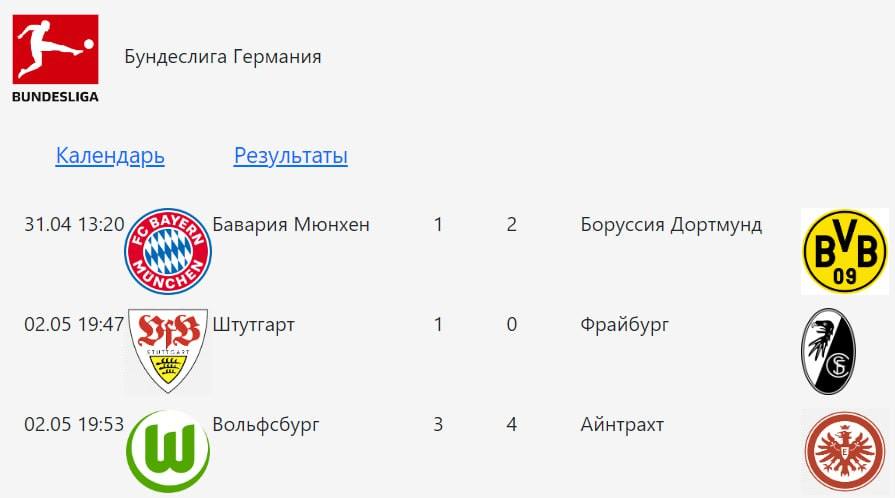 BUNDESLIGA
Бундеслига Германия
Календарь Результаты
31.04 13:20 FC BAYERN MÜNCHEN Бавария Мюнхен 1 2 Боруссия Дортмунд BVB 09
02.05 19:47 VfB STUTTGART Штутгарт 1 0 Фрайбург SC
02.05 19:53 W Вольфсбург 3 4 Айнтрахт E